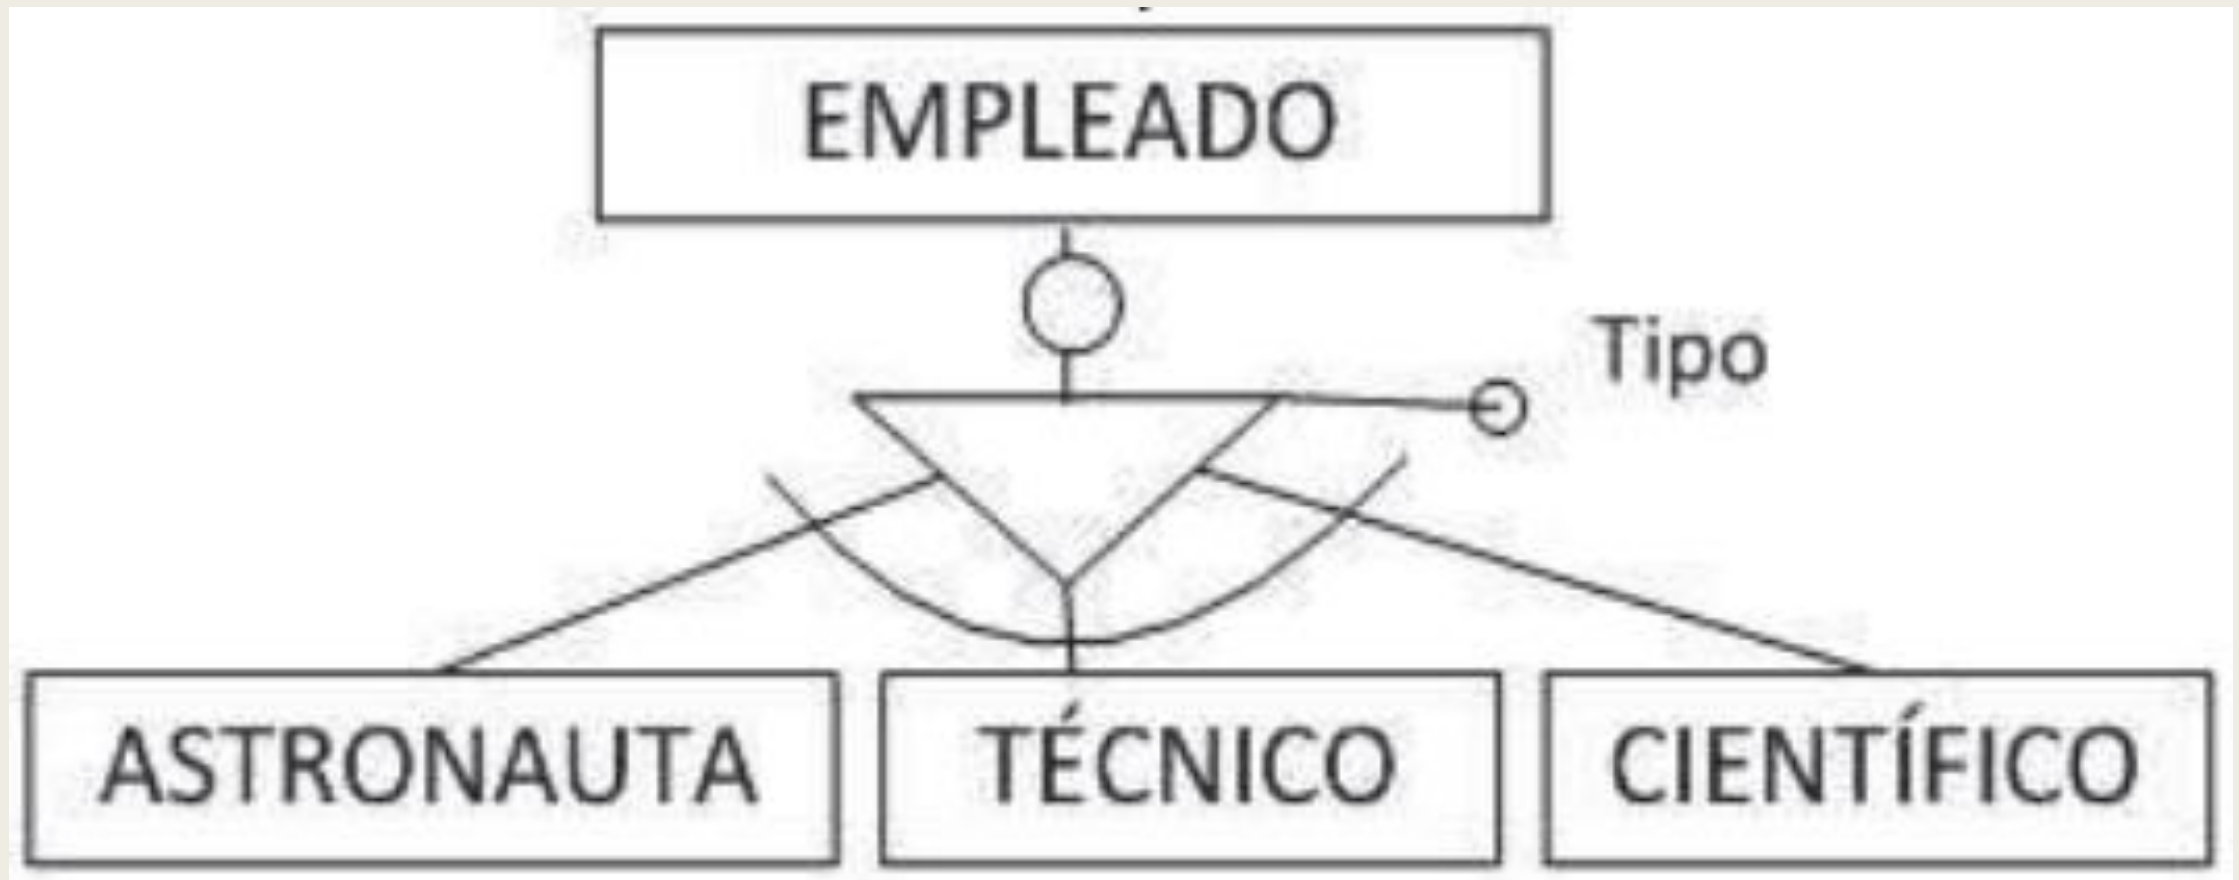 EMPLEADO
Tipo
ASTRONAUTA
TÉCNICO
CIENTÍFICO